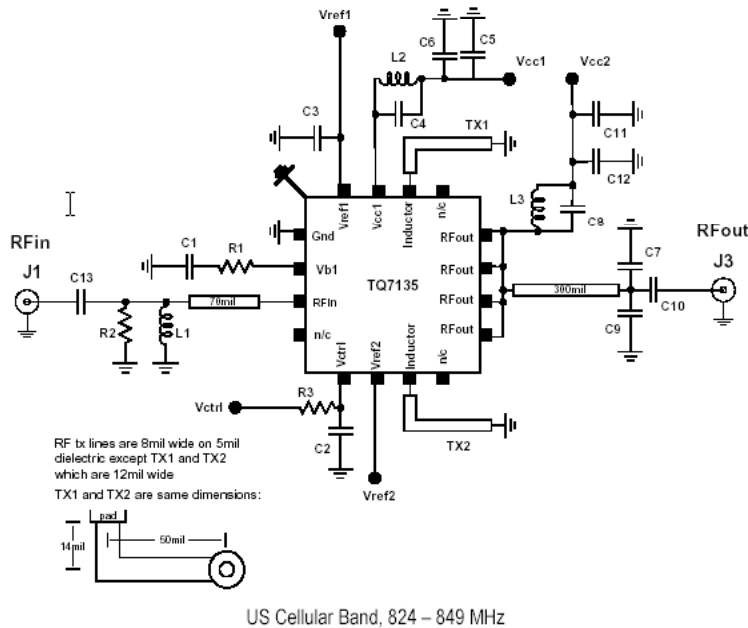 Vref1
C6
C5
L2
Vcc1
Vcc2
C3
C4
TX1
C11
C12
L3
C8
Vref1
Vcc1
Inductor
n/c
RFin
J1
C13
C1
R1
Gnd
Vb1
RFin
n/c
TQ7135
RFout
RFout
RFout
RFout
C7
RFout
J3
R2
L1
70mil
300mil
C9
C10
Vctrl
Vref2
Inductor
n/c
Vctrl
R3
C2
TX2
Vref2
RF tx lines are 8mil wide on 5mil
dielectric except TX1 and TX2
which are 12mil wide
TX1 and TX2 are same dimensions:
pad
14mil
50mil
US Cellular Band, 824 – 849 MHz